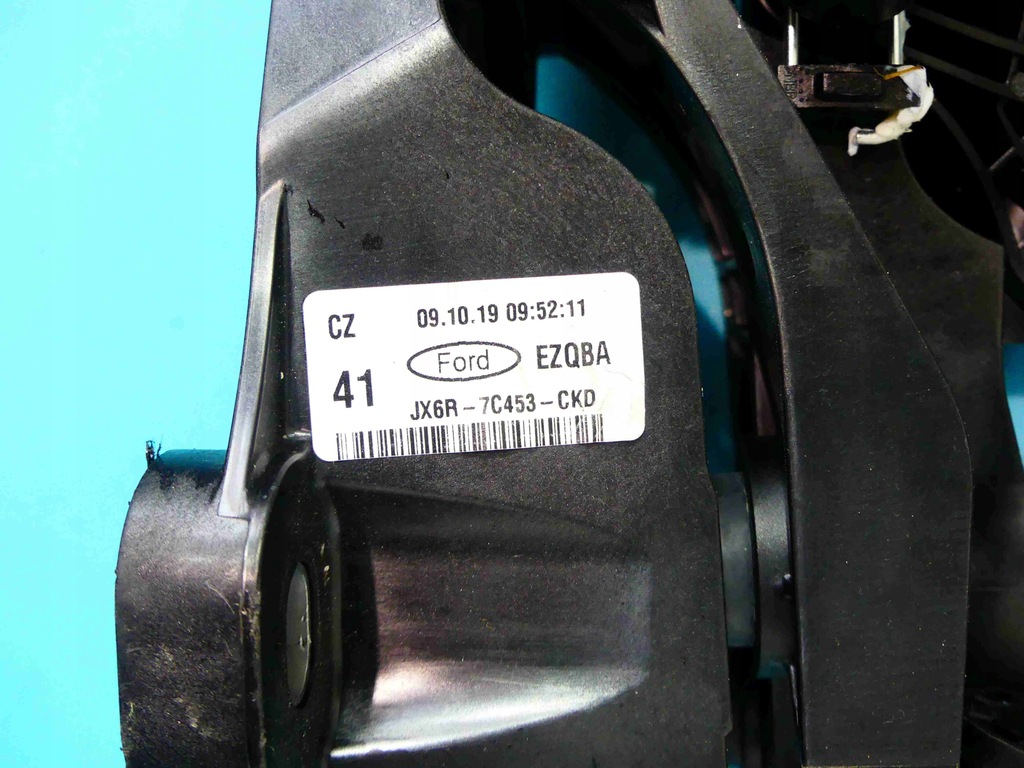 CZ 09.10.19 09:52:11
41 Ford EZQBA
JX6R-7C453-CKD